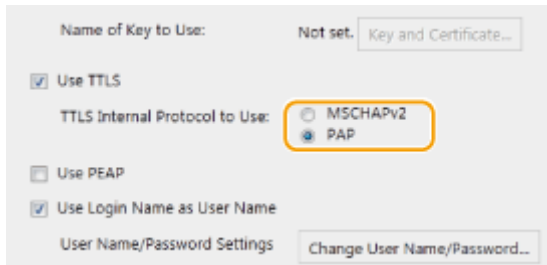 Name of Key to Use: Not set. Key and Certificate...
Use TTLS
TTLS Internal Protocol to Use: MSCHAPv2
PAP
Use PEAP
Use Login Name as User Name
User Name/Password Settings Change User Name/Password...